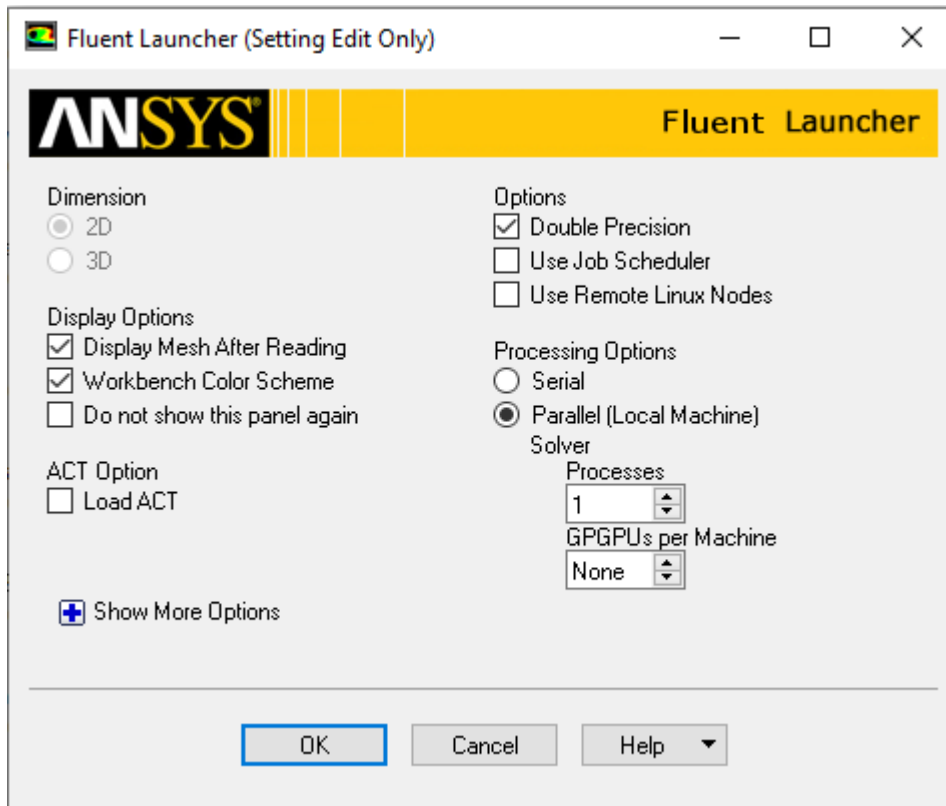 Fluent Launcher (Setting Edit Only)
ANSYS®
Fluent Launcher
Dimension
2D
3D
Display Options
Display Mesh After Reading
Workbench Color Scheme
Do not show this panel again
ACT Option
Load ACT
Show More Options
Options
Double Precision
Use Job Scheduler
Use Remote Linux Nodes
Processing Options
Serial
Parallel (Local Machine)
Solver
Processes
1
GPGPUs per Machine
None
OK
Cancel
Help